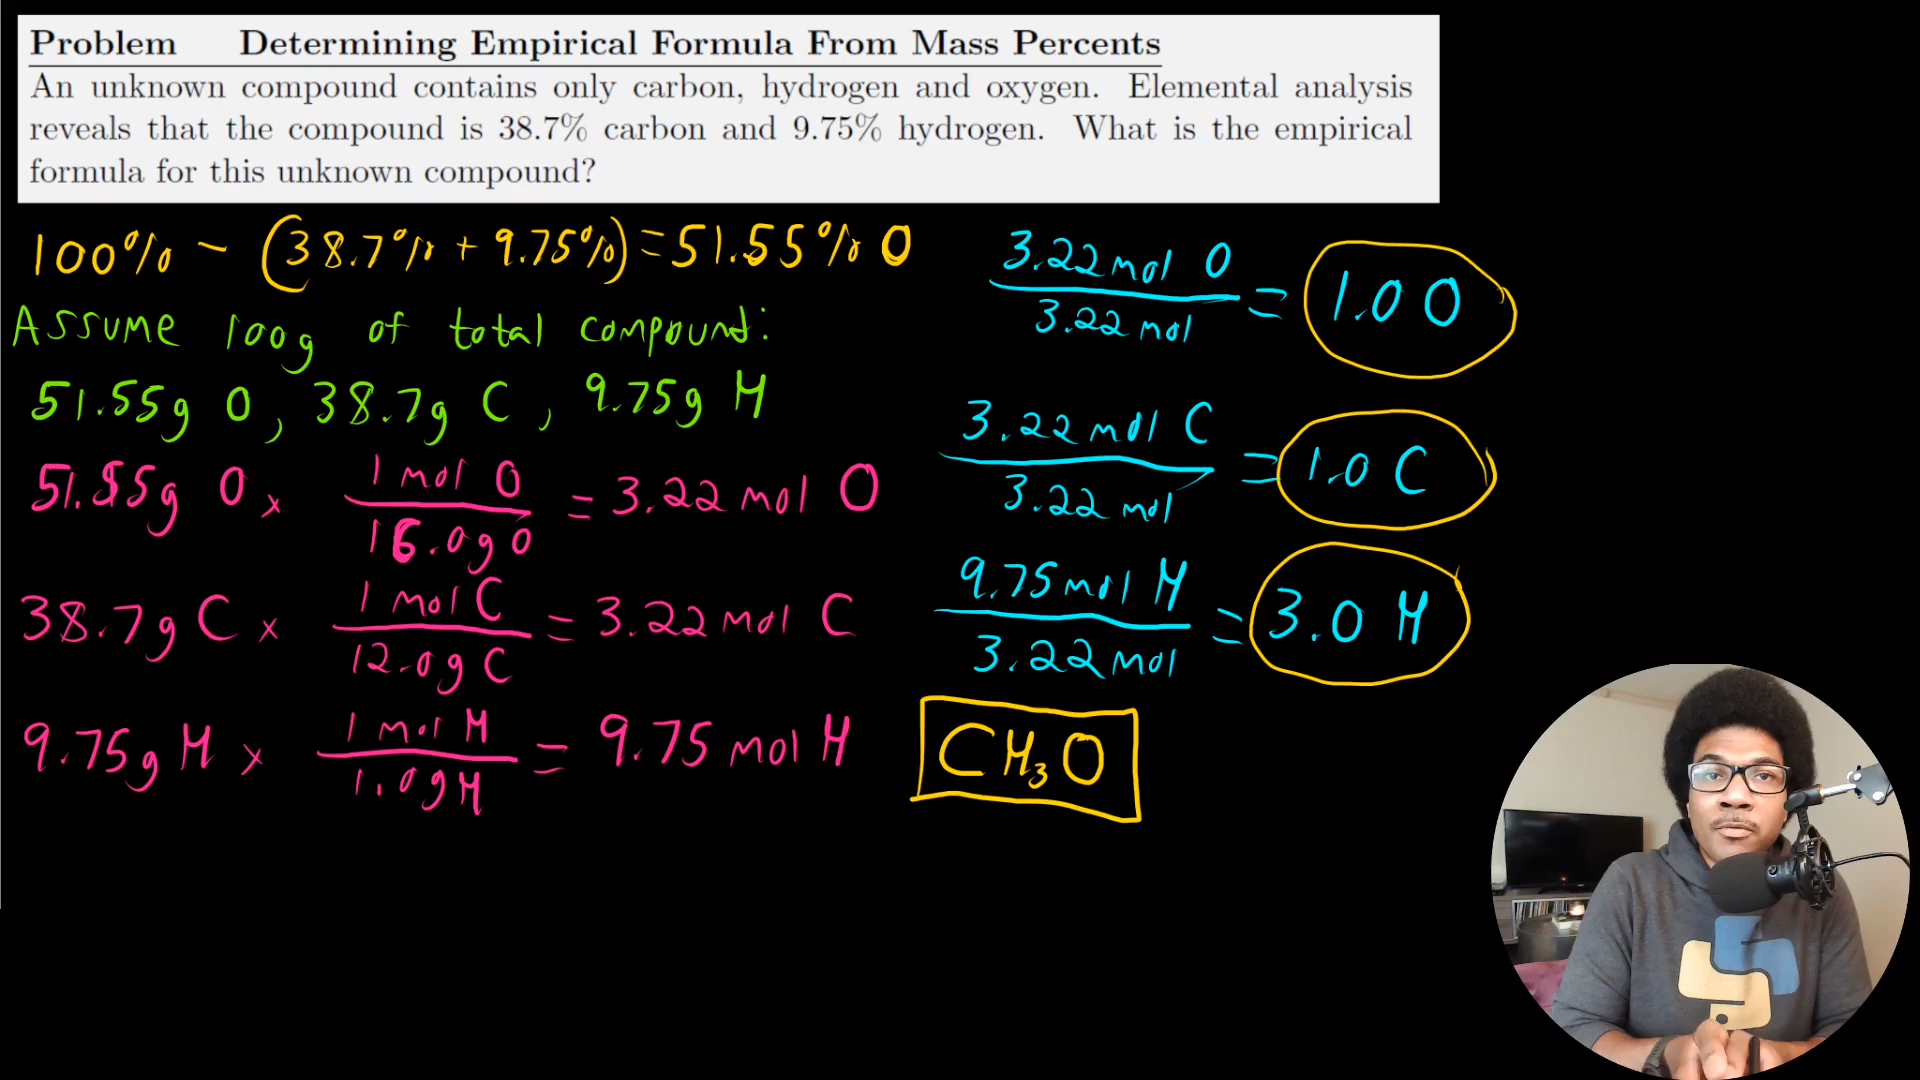 Problem Determining Empirical Formula From Mass Percents
An unknown compound contains only carbon, hydrogen and oxygen. Elemental analysis
reveals that the compound is 38.7% carbon and 9.75% hydrogen. What is the empirical
formula for this unknown compound?
100% - (38.7% + 9.75%) = 51.55% O
Assume 100g of total compound:
51.55g O, 38.7g C, 9.75g H
51.55g O x 1 mol O / 16.0g O = 3.22 mol O
38.7g C x 1 mol C / 12.0g C = 3.22 mol C
9.75g H x 1 mol H / 1.0g H = 9.75 mol H
3.22 mol O / 3.22 mol = 1.0 O
3.22 mol C / 3.22 mol = 1.0 C
9.75 mol H / 3.22 mol = 3.0 H
CH₃O